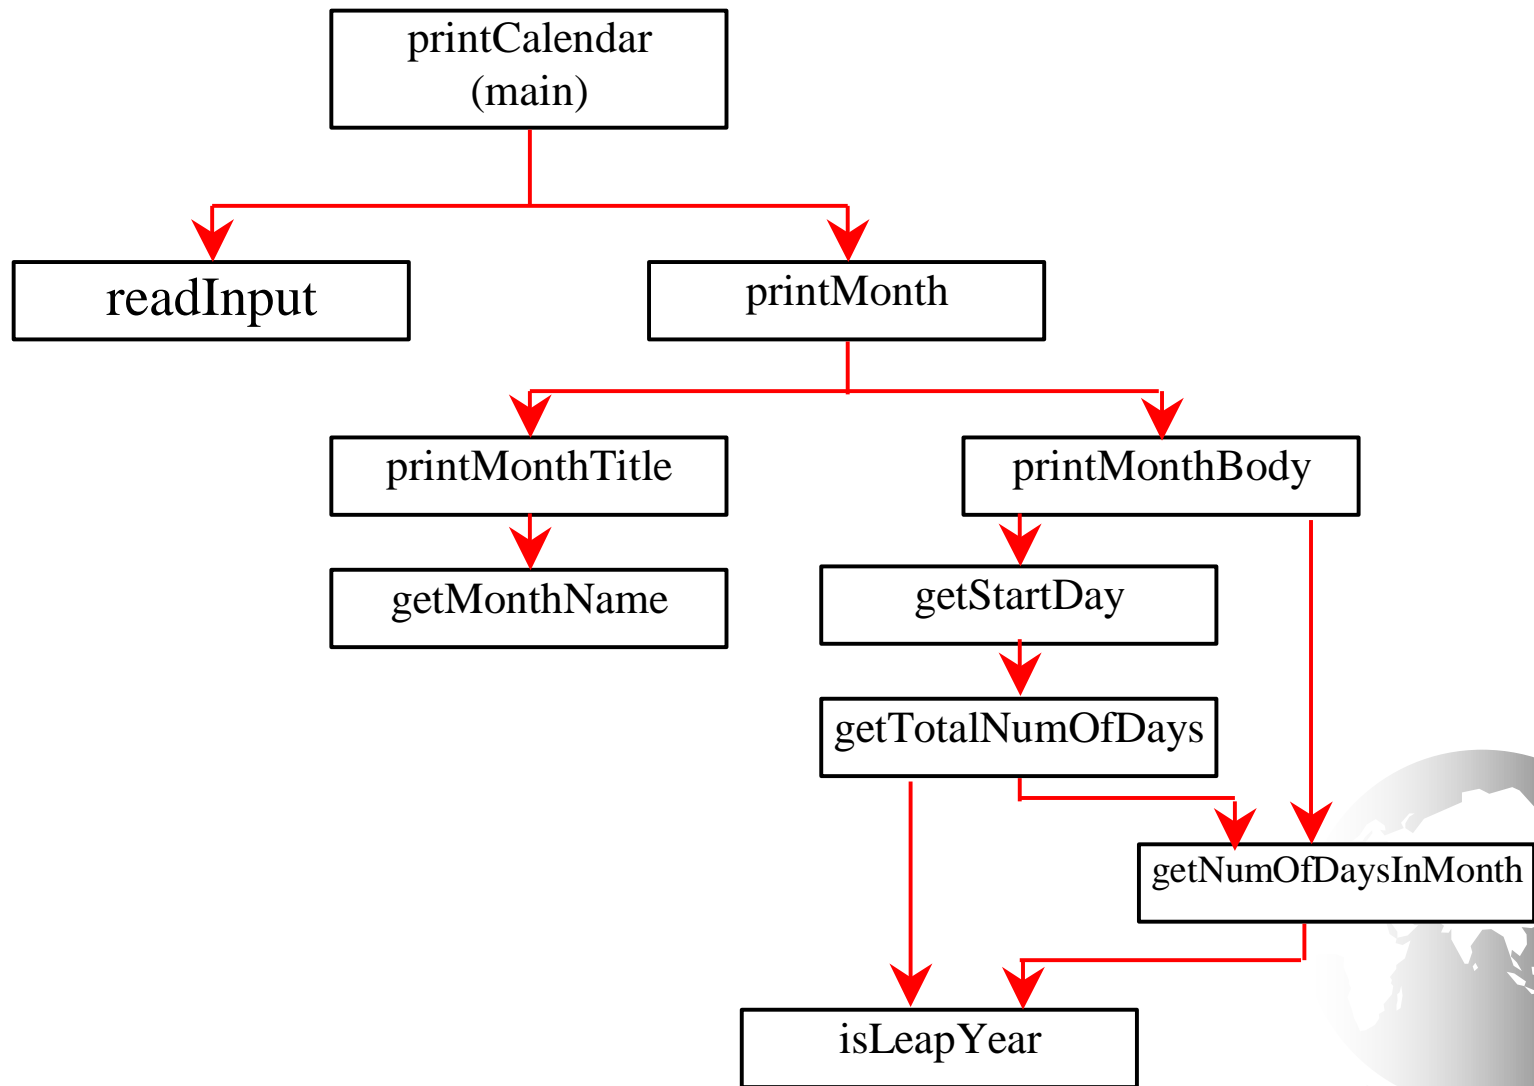 printCalendar
(main)
readInput
printMonth
printMonthTitle
printMonthBody
getMonthName
getStartDay
getTotalNumOfDays
getNumOfDaysInMonth
isLeapYear